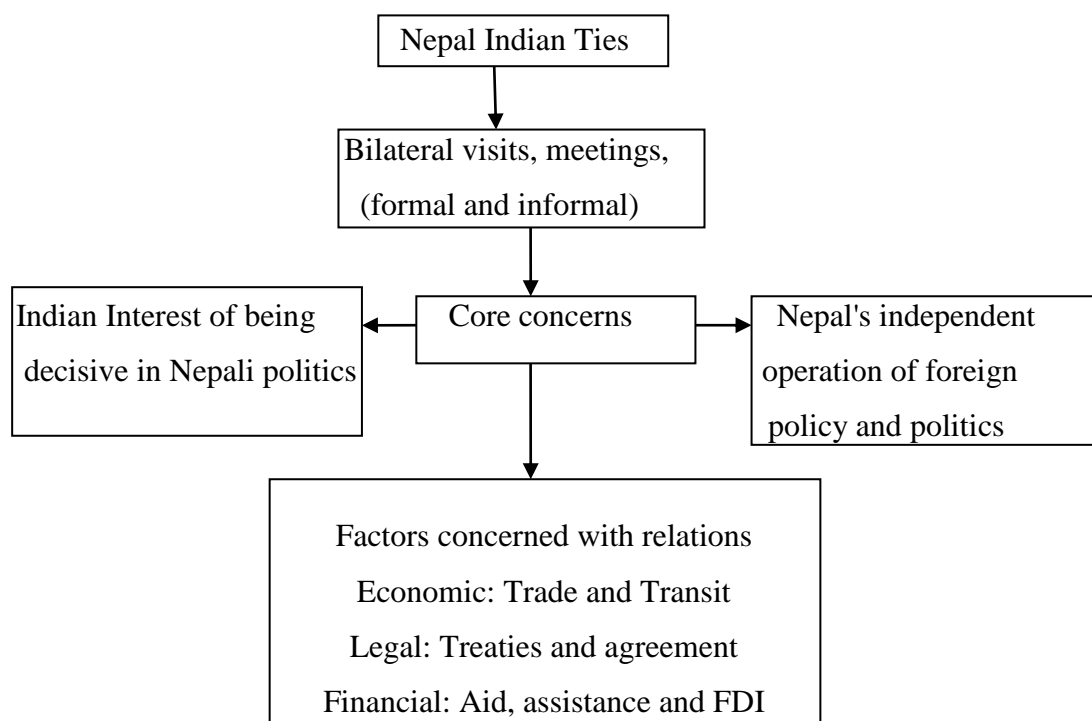 Nepal Indian Ties
Bilateral visits, meetings,
(formal and informal)
Indian Interest of being
decisive in Nepali politics
Core concerns
Nepal's independent
operation of foreign
policy and politics
Factors concerned with relations
Economic: Trade and Transit
Legal: Treaties and agreement
Financial: Aid, assistance and FDI